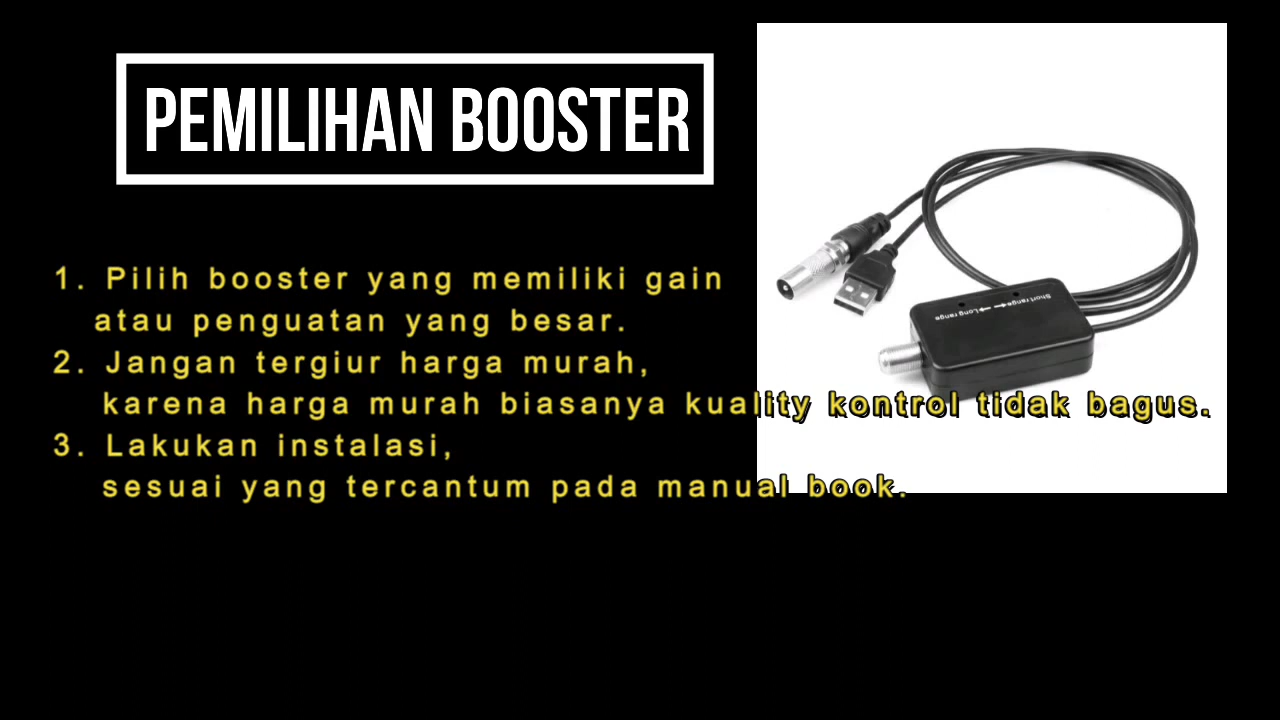 PEMILIHAN BOOSTER
1. Pilih booster yang memiliki gain
atau penguatan yang besar.
2. Jangan tergiur harga murah,
karena harga murah biasanya kuality kontrol tidak bagus.
3. Lakukan instalasi,
sesuai yang tercantum pada manual book.
Short range
Long range